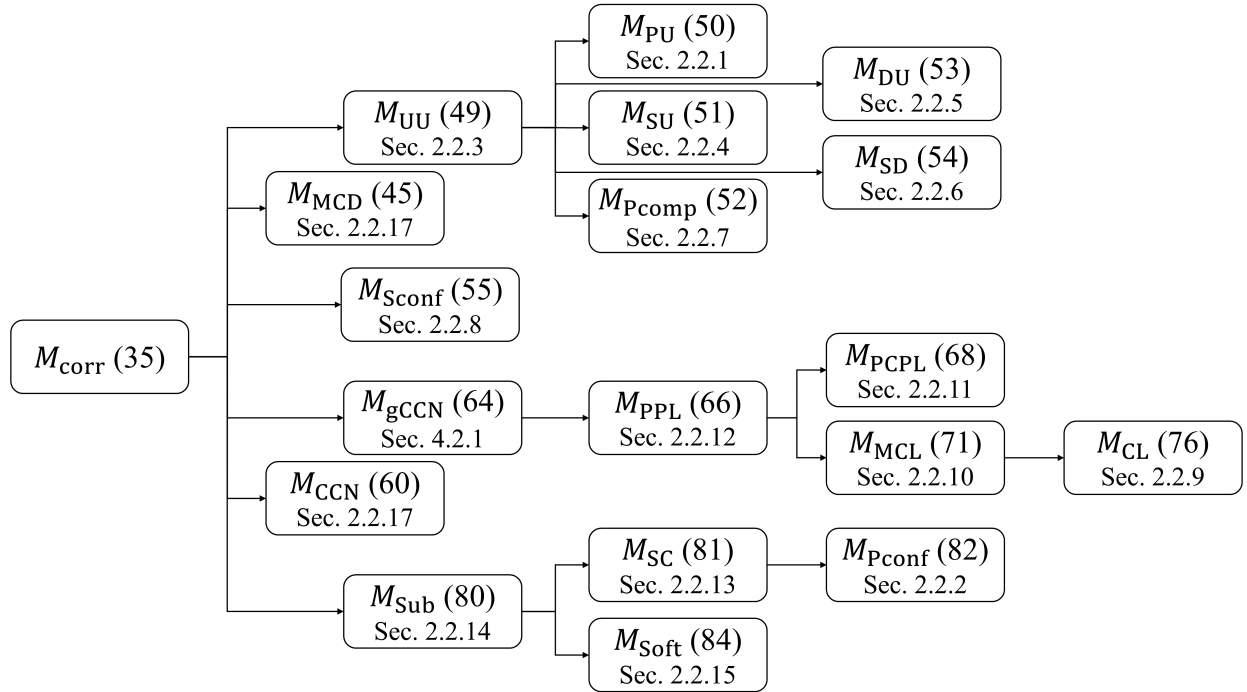 M_PU (50)
Sec. 2.2.1
M_DU (53)
Sec. 2.2.5
M_UU (49)
Sec. 2.2.3
M_SU (51)
Sec. 2.2.4
M_SD (54)
Sec. 2.2.6
M_MCD (45)
Sec. 2.2.17
M_Pcomp (52)
Sec. 2.2.7
M_Sconf (55)
Sec. 2.2.8
M_corr (35)
M_PCPL (68)
Sec. 2.2.11
M_gCCN (64)
Sec. 4.2.1
M_PPL (66)
Sec. 2.2.12
M_MCL (71)
Sec. 2.2.10
M_CL (76)
Sec. 2.2.9
M_CCN (60)
Sec. 2.2.17
M_SC (81)
Sec. 2.2.13
M_Pconf (82)
Sec. 2.2.2
M_Sub (80)
Sec. 2.2.14
M_Soft (84)
Sec. 2.2.15